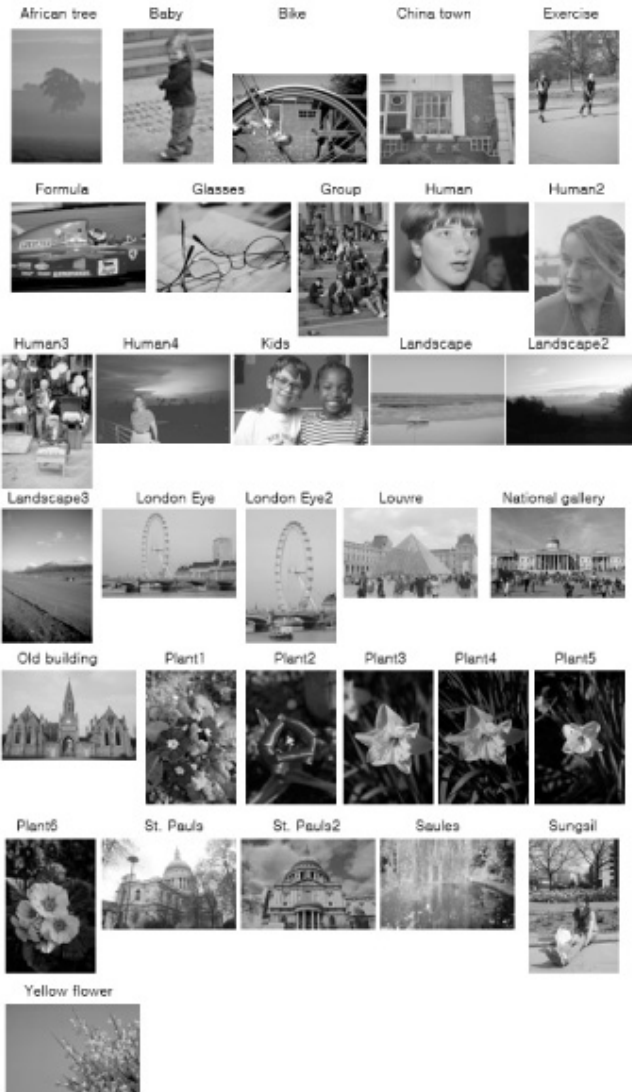 African tree Baby Bike China town Exercise
Formula Glasses Group Human Human2
Human3 Human4 Kids Landscape Landscape2
Landscape3 London Eye London Eye2 Louvre National gallery
Old building Plant1 Plant2 Plant3 Plant4 Plant5
Plant6 St. Pauls St. Pauls2 Saules Sungsil
Yellow flower